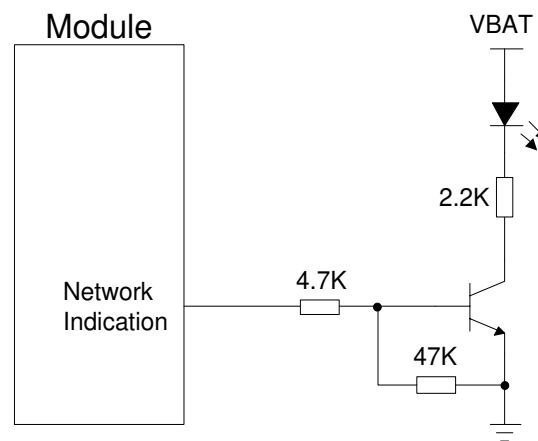 Module
VBAT
2.2K
4.7K
Network
Indication
47K